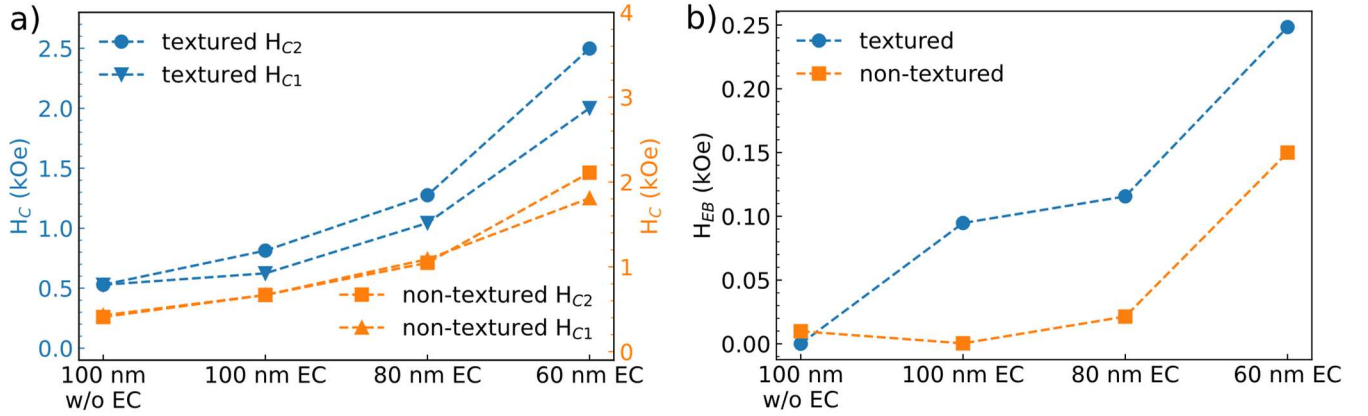 a)
textured H_C2
textured H_C1
non-textured H_C2
non-textured H_C1
H_C (kOe)
2.5
2.0
1.5
1.0
0.5
0.0
4
3
2
1
0
H_C (kOe)
100 nm w/o EC
100 nm EC
80 nm EC
60 nm EC
b)
textured
non-textured
H_EB (kOe)
0.25
0.20
0.15
0.10
0.05
0.00
100 nm w/o EC
100 nm EC
80 nm EC
60 nm EC